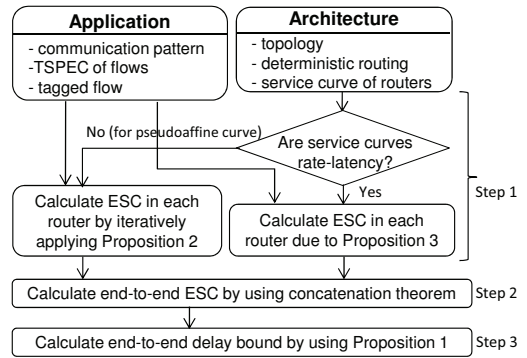 Application
- communication pattern
-TSPEC of flows
- tagged flow
Architecture
- topology
- deterministic routing
- service curve of routers
No (for pseudoaffine curve)
Are service curves
rate-latency?
Yes
Step 1
Calculate ESC in each
router by iteratively
applying Proposition 2
Calculate ESC in each
router due to Proposition 3
Calculate end-to-end ESC by using concatenation theorem
Step 2
Calculate end-to-end delay bound by using Proposition 1
Step 3